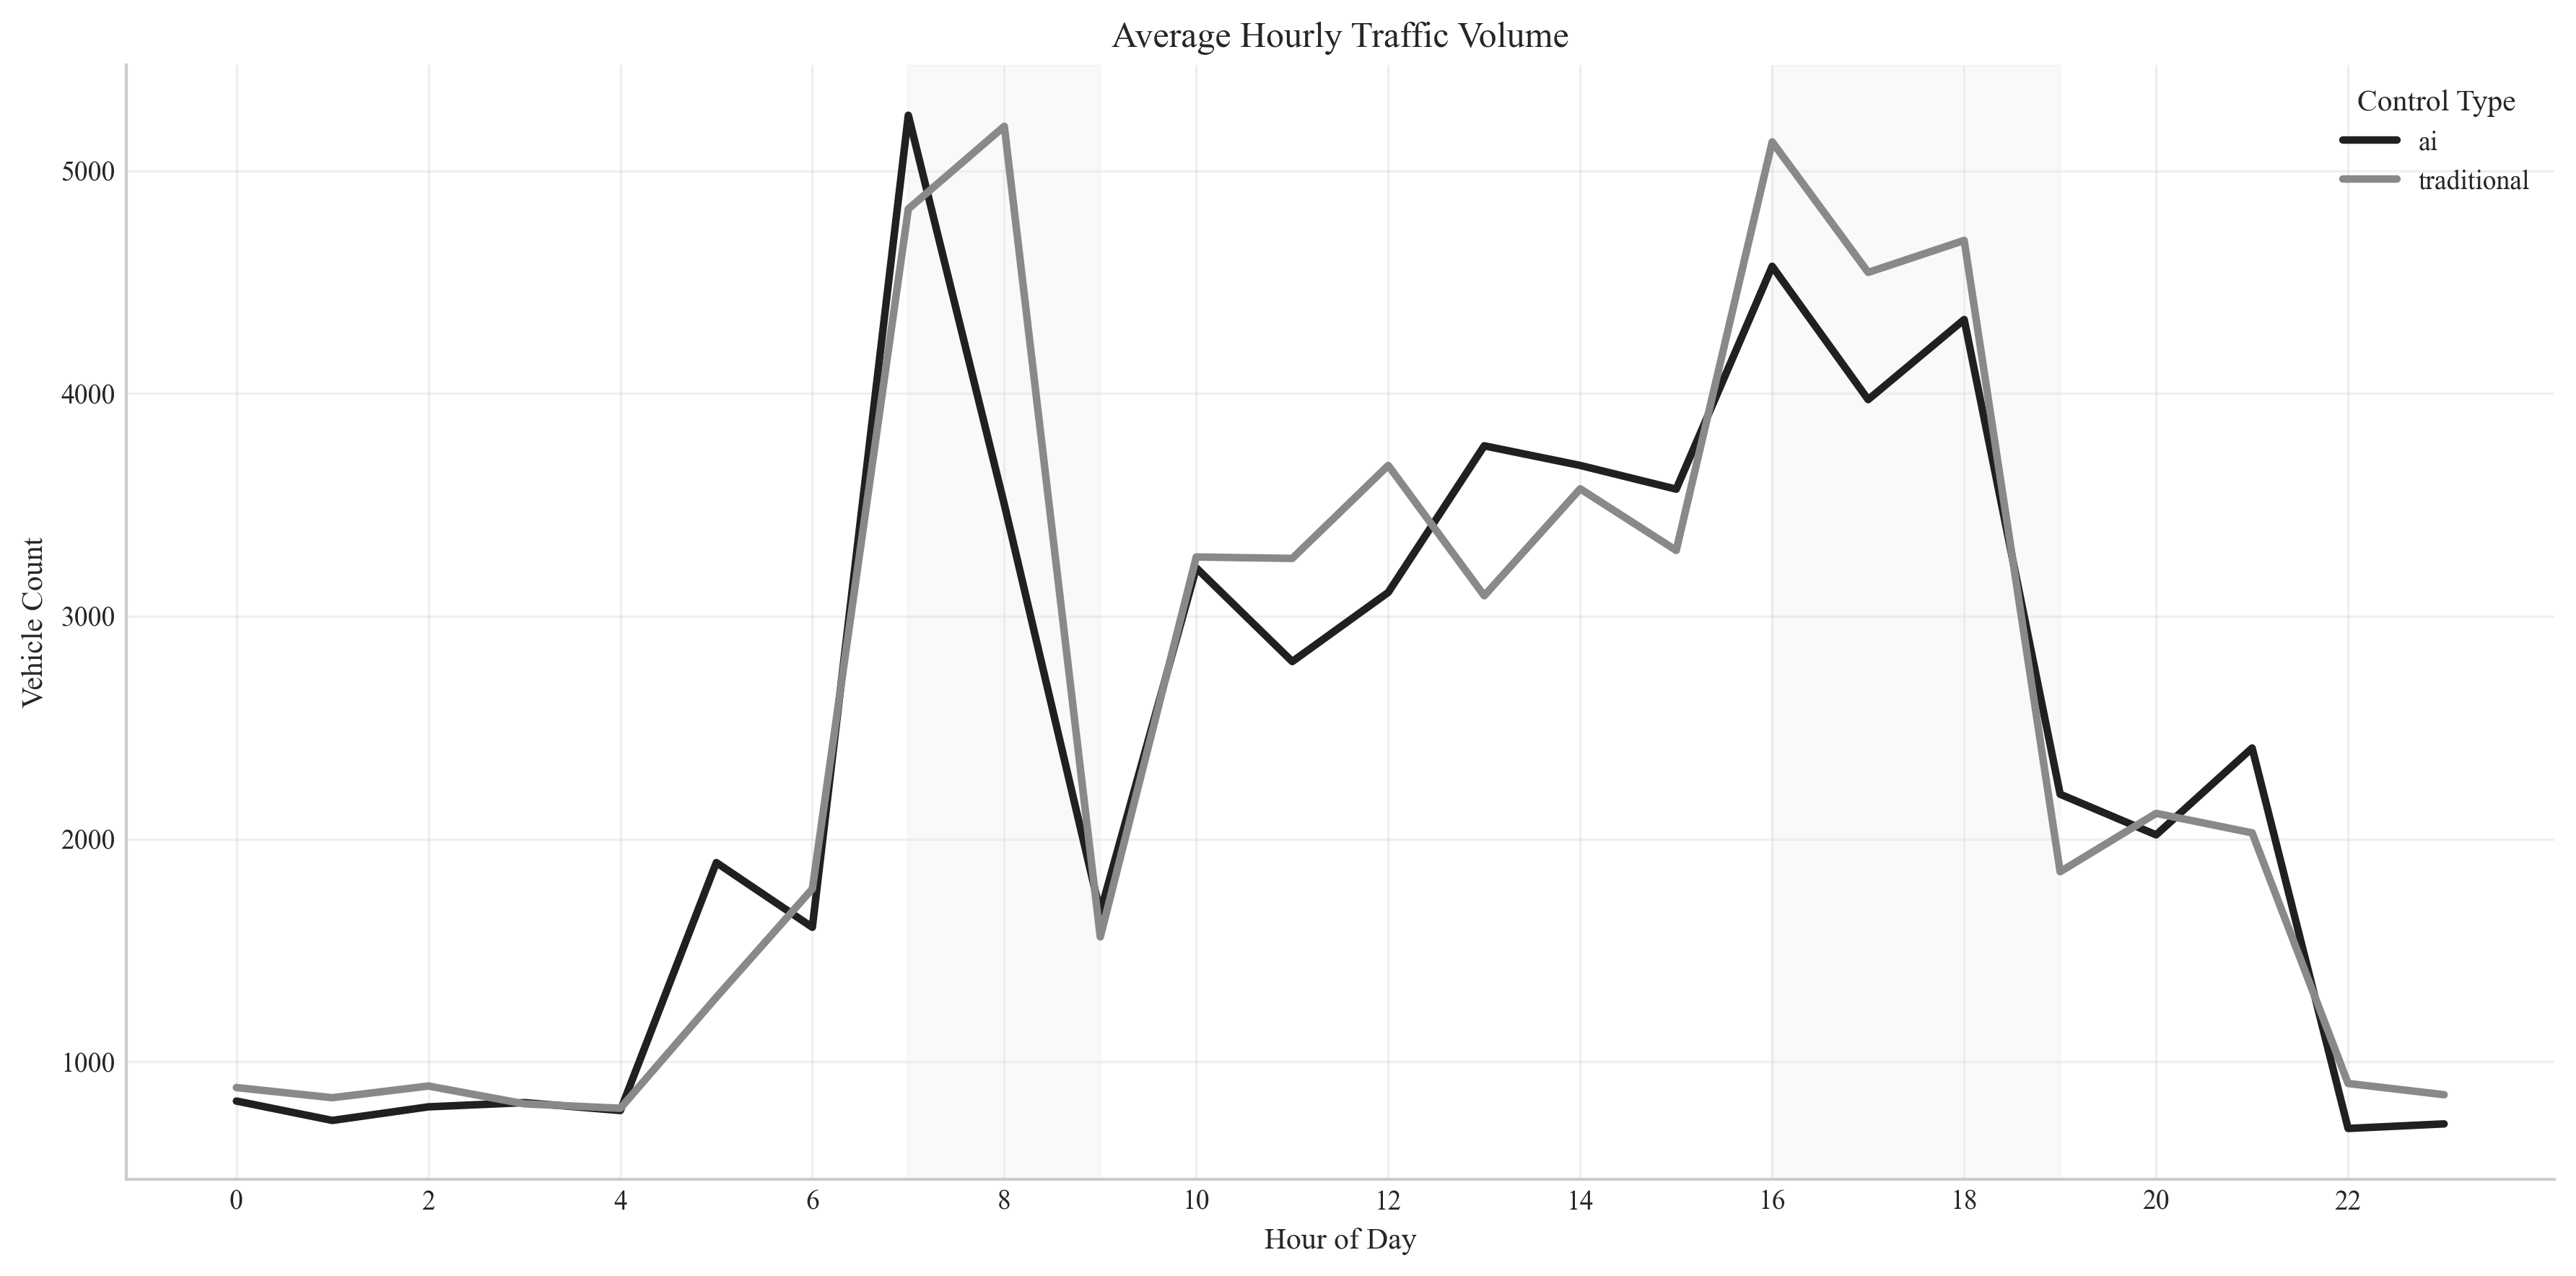 Average Hourly Traffic Volume
Control Type
ai
traditional
5000
4000
3000
2000
1000
Vehicle Count
0 2 4 6 8 10 12 14 16 18 20 22
Hour of Day